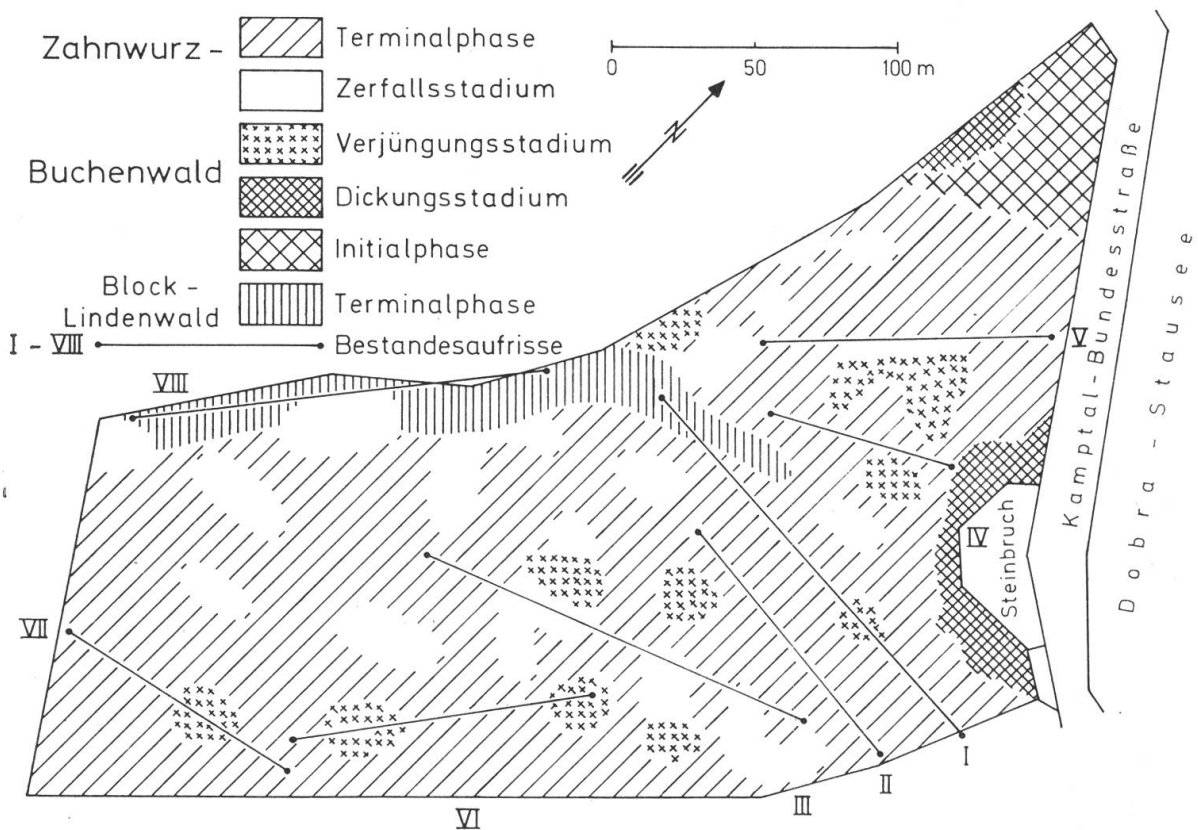 Zahnwurz-
Buchenwald
Terminalphase
Zerfallsstadium
Verjüngungsstadium
Dickungsstadium
Initialphase
Block-
Lindenwald
Terminalphase
I - VIII
Bestandesaufrisse
0 50 100 m
N
VIII
V
IV
VII
VI
III
II
I
Steinbruch
Kamptal-Bundesstraße
Dobra-Stausee